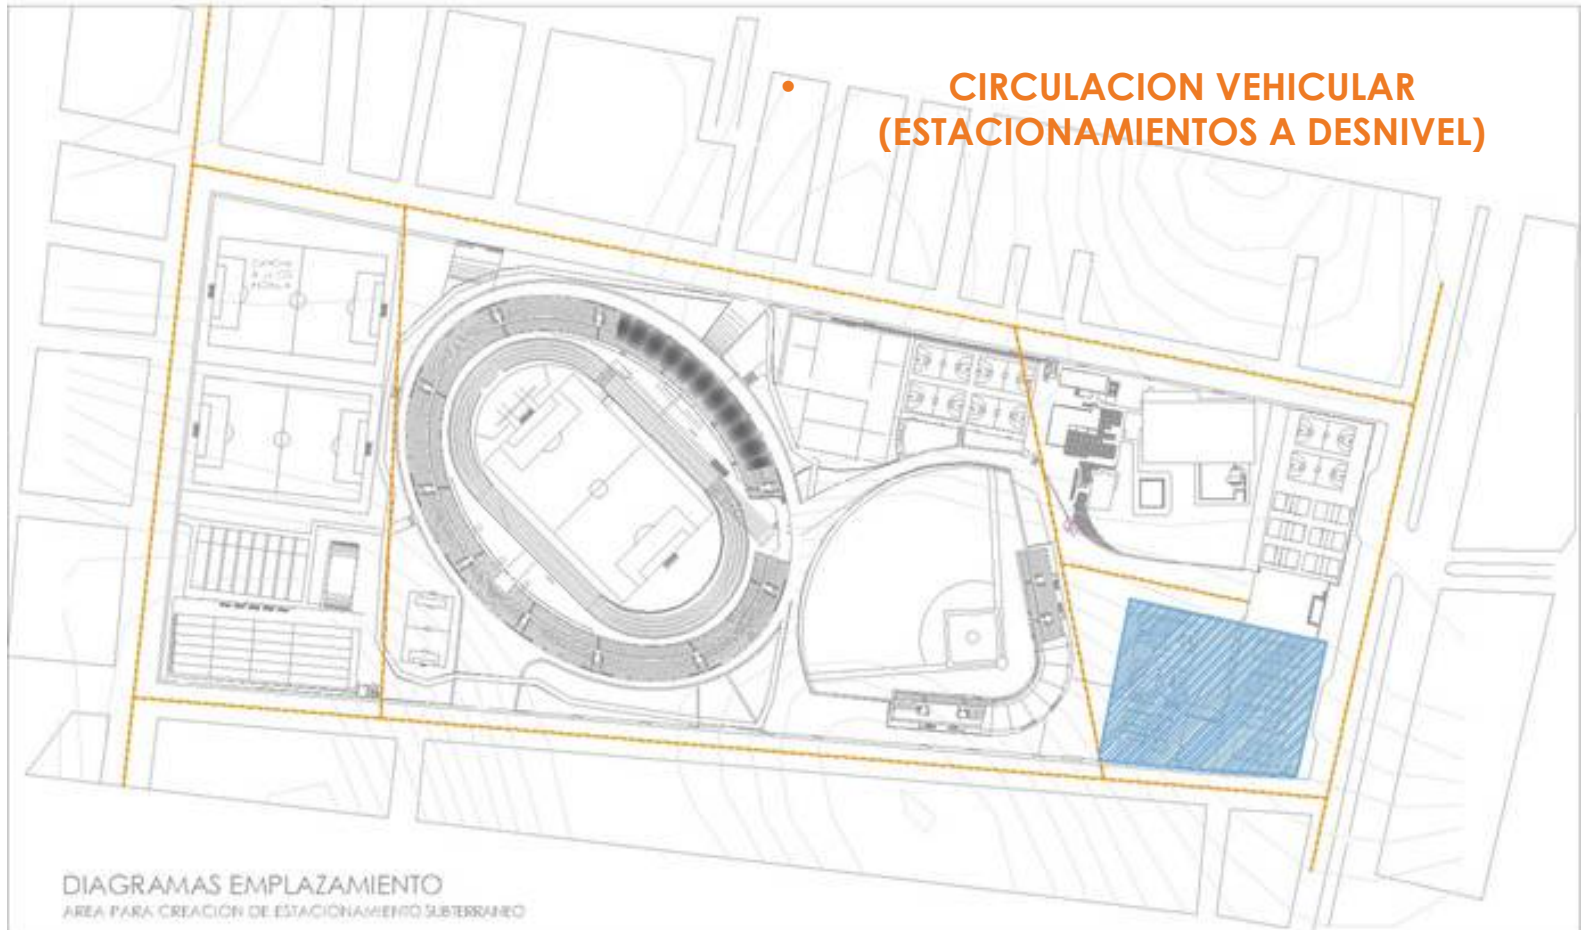 • CIRCULACION VEHICULAR
(ESTACIONAMIENTOS A DESNIVEL)
DIAGRAMAS EMPLAZAMIENTO
AREA PARA CREACION DE ESTACIONAMIENTO SUBTERRANEO